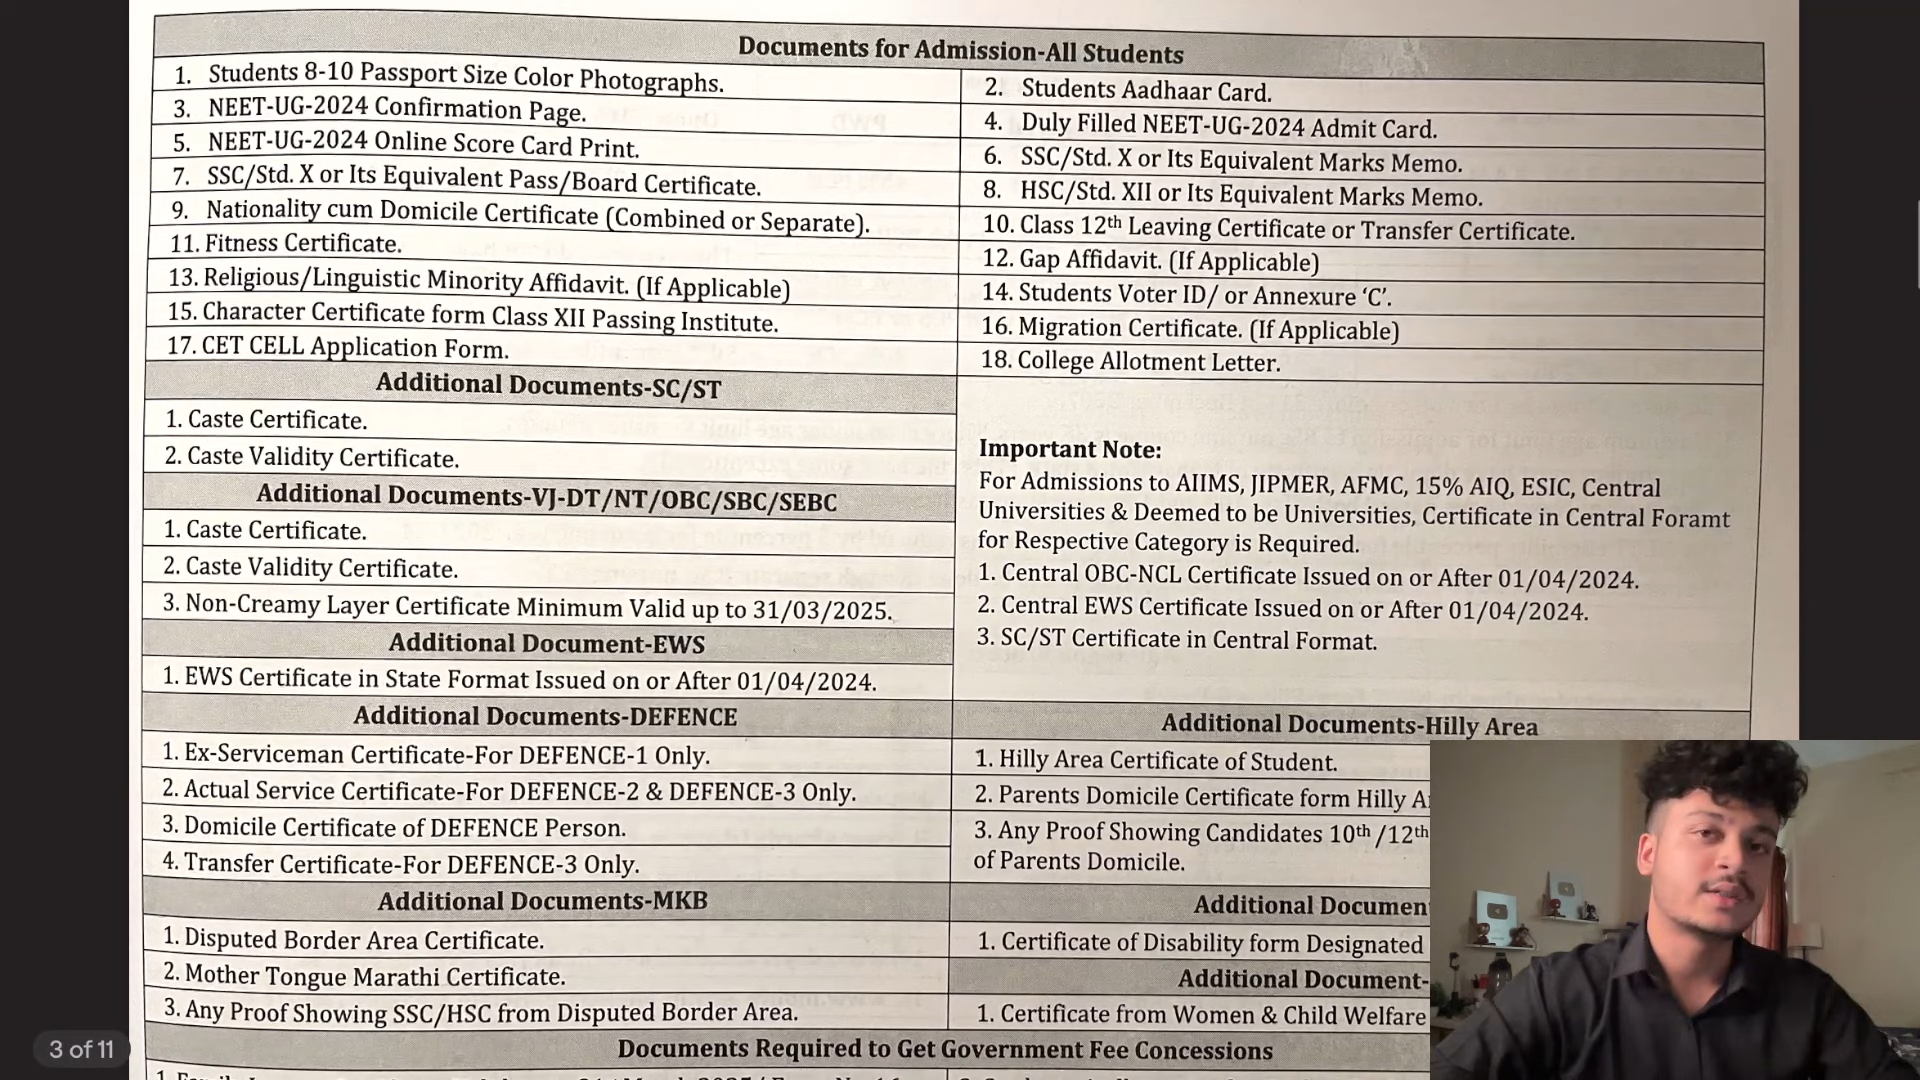 Documents for Admission-All Students
1. Students 8-10 Passport Size Color Photographs.
2. Students Aadhaar Card.
3. NEET-UG-2024 Confirmation Page.
4. Duly Filled NEET-UG-2024 Admit Card.
5. NEET-UG-2024 Online Score Card Print.
6. SSC/Std. X or Its Equivalent Marks Memo.
7. SSC/Std. X or Its Equivalent Pass/Board Certificate.
8. HSC/Std. XII or Its Equivalent Marks Memo.
9. Nationality cum Domicile Certificate (Combined or Separate).
10. Class 12th Leaving Certificate or Transfer Certificate.
11. Fitness Certificate.
12. Gap Affidavit. (If Applicable)
13. Religious/Linguistic Minority Affidavit. (If Applicable)
14. Students Voter ID/ or Annexure ‘C’.
15. Character Certificate form Class XII Passing Institute.
16. Migration Certificate. (If Applicable)
17. CET CELL Application Form.
18. College Allotment Letter.
Additional Documents-SC/ST
1. Caste Certificate.
2. Caste Validity Certificate.
Additional Documents-VJ-DT/NT/OBC/SBC/SEBC
1. Caste Certificate.
2. Caste Validity Certificate.
3. Non-Creamy Layer Certificate Minimum Valid up to 31/03/2025.
Additional Document-EWS
1. EWS Certificate in State Format Issued on or After 01/04/2024.
Important Note:
For Admissions to AIIMS, JIPMER, AFMC, 15% AIQ, ESIC, Central
Universities & Deemed to be Universities, Certificate in Central Foramt
for Respective Category is Required.
1. Central OBC-NCL Certificate Issued on or After 01/04/2024.
2. Central EWS Certificate Issued on or After 01/04/2024.
3. SC/ST Certificate in Central Format.
Additional Documents-DEFENCE
1. Ex-Serviceman Certificate-For DEFENCE-1 Only.
2. Actual Service Certificate-For DEFENCE-2 & DEFENCE-3 Only.
3. Domicile Certificate of DEFENCE Person.
4. Transfer Certificate-For DEFENCE-3 Only.
Additional Documents-Hilly Area
1. Hilly Area Certificate of Student.
2. Parents Domicile Certificate form Hilly
3. Any Proof Showing Candidates 10th /12th
of Parents Domicile.
Additional Documents-MKB
1. Disputed Border Area Certificate.
2. Mother Tongue Marathi Certificate.
3. Any Proof Showing SSC/HSC from Disputed Border Area.
Additional Documen
1. Certificate of Disability form Designated
Additional Document-
1. Certificate from Women & Child Welfare
Documents Required to Get Government Fee Concessions
3 of 11